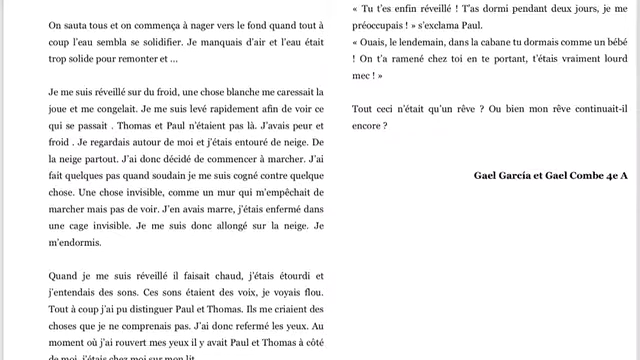 On sauta tous et on commença à nager vers le fond quand tout à
coup l'eau sembla se solidifier. Je manquais d'air et l'eau était
trop solide pour remonter et ...
Je me suis réveillé sur du froid, une chose blanche me caressait la
joue et me congelait. Je me suis levé rapidement afin de voir ce
qui se passait . Thomas et Paul n'étaient pas là. J'avais peur et
froid . Je regardais autour de moi et j'étais entouré de neige. De
la neige partout. J'ai donc décidé de commencer à marcher. J'ai
fait quelques pas quand soudain je me suis cogné contre quelque
chose. Une chose invisible, comme un mur qui m'empêchait de
marcher mais pas de voir. J'en avais marre, j'étais enfermé dans
une cage invisible. Je me suis donc allongé sur la neige. Je
m'endormis.
Quand je me suis réveillé il faisait chaud, j'étais étourdi et
j'entendais des sons. Ces sons étaient des voix, je voyais flou.
Tout à coup j'ai pu distinguer Paul et Thomas. Ils me criaient des
choses que je ne comprenais pas. J'ai donc refermé les yeux. Au
moment où j'ai rouvert mes yeux il y avait Paul et Thomas à côté
de moi, j'étais chez moi sur mon lit
« Tu t'es enfin réveillé ! T'as dormi pendant deux jours, je me
préoccupais ! » s'exclama Paul.
« Ouais, le lendemain, dans la cabane tu dormais comme un bébé
! On t'a ramené chez toi en te portant, t'étais vraiment lourd
mec ! »
Tout ceci n'était qu'un rêve ? Ou bien mon rêve continuait-il
encore ?
Gael García et Gael Combe 4e A